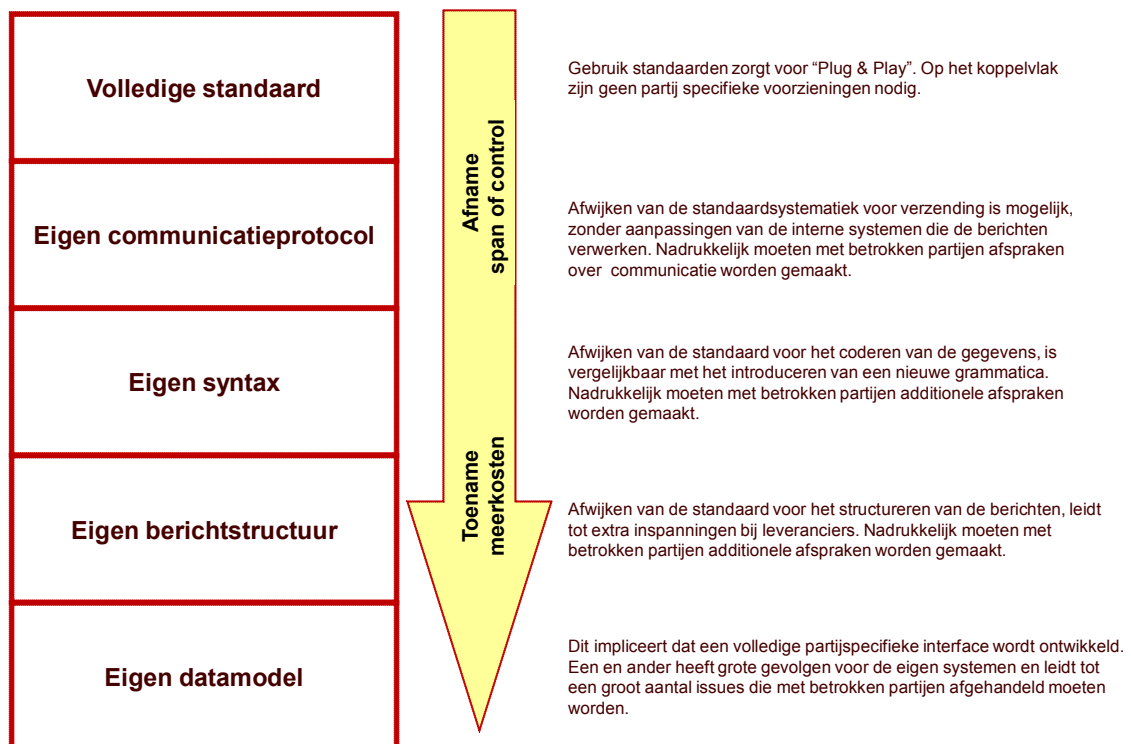 Volledige standaard
Gebruik standaarden zorgt voor “Plug & Play”. Op het koppelvlak
zijn geen partij specifieke voorzieningen nodig.
Afname
span of control
Eigen communicatieprotocol
Afwijken van de standaardsystematiek voor verzending is mogelijk,
zonder aanpassingen van de interne systemen die de berichten
verwerken. Nadrukkelijk moeten met betrokken partijen afspraken
over communicatie worden gemaakt.
Eigen syntax
Afwijken van de standaard voor het coderen van de gegevens, is
vergelijkbaar met het introduceren van een nieuwe grammatica.
Nadrukkelijk moeten met betrokken partijen additionele afspraken
worden gemaakt.
Toename
meerkosten
Eigen berichtstructuur
Afwijken van de standaard voor het structureren van de berichten, leidt
tot extra inspanningen bij leveranciers. Nadrukkelijk moeten met
betrokken partijen additionele afspraken worden gemaakt.
Eigen datamodel
Dit impliceert dat een volledige partijspecifieke interface wordt ontwikkeld.
Een en ander heeft grote gevolgen voor de eigen systemen en leidt tot
een groot aantal issues die met betrokken partijen afgehandeld moeten
worden.